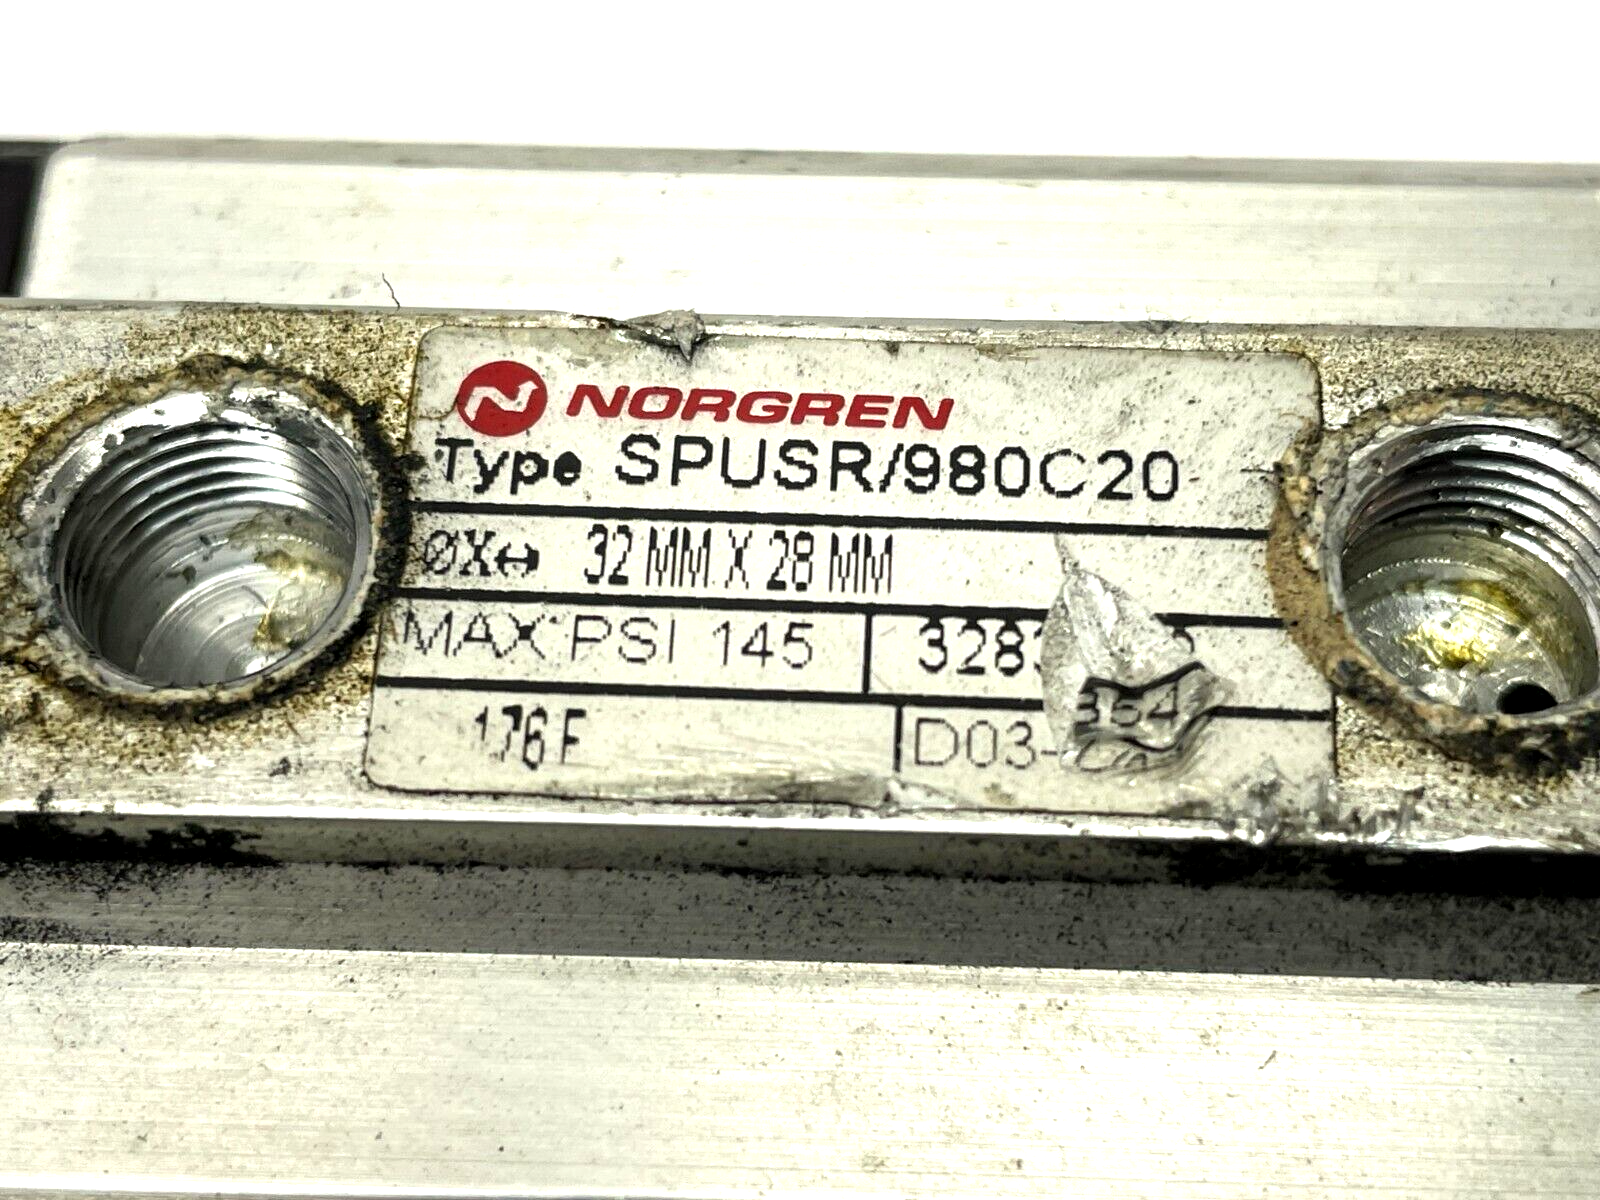 NORGREN
Type SPUSR/980C20
ØX↔ 32 MM X 28 MM
MAX PSI 145
176 F